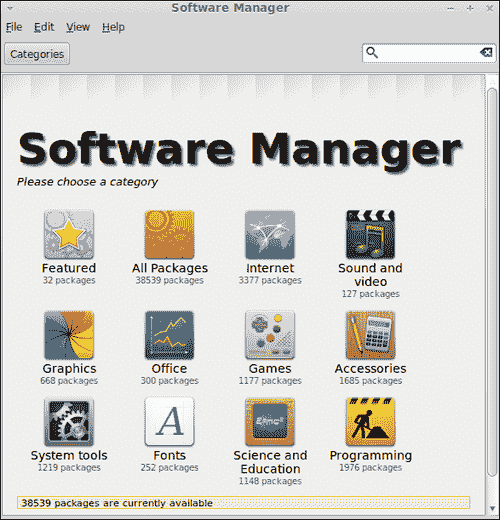 Software Manager
File Edit View Help
Categories
Software Manager
Please choose a category
Featured
32 packages
All Packages
38539 packages
Internet
3377 packages
Sound and
video
127 packages
Graphics
668 packages
Office
300 packages
Games
1177 packages
Accessories
1685 packages
System tools
1219 packages
Fonts
252 packages
Science and
Education
1148 packages
Programming
1976 packages
38539 packages are currently available